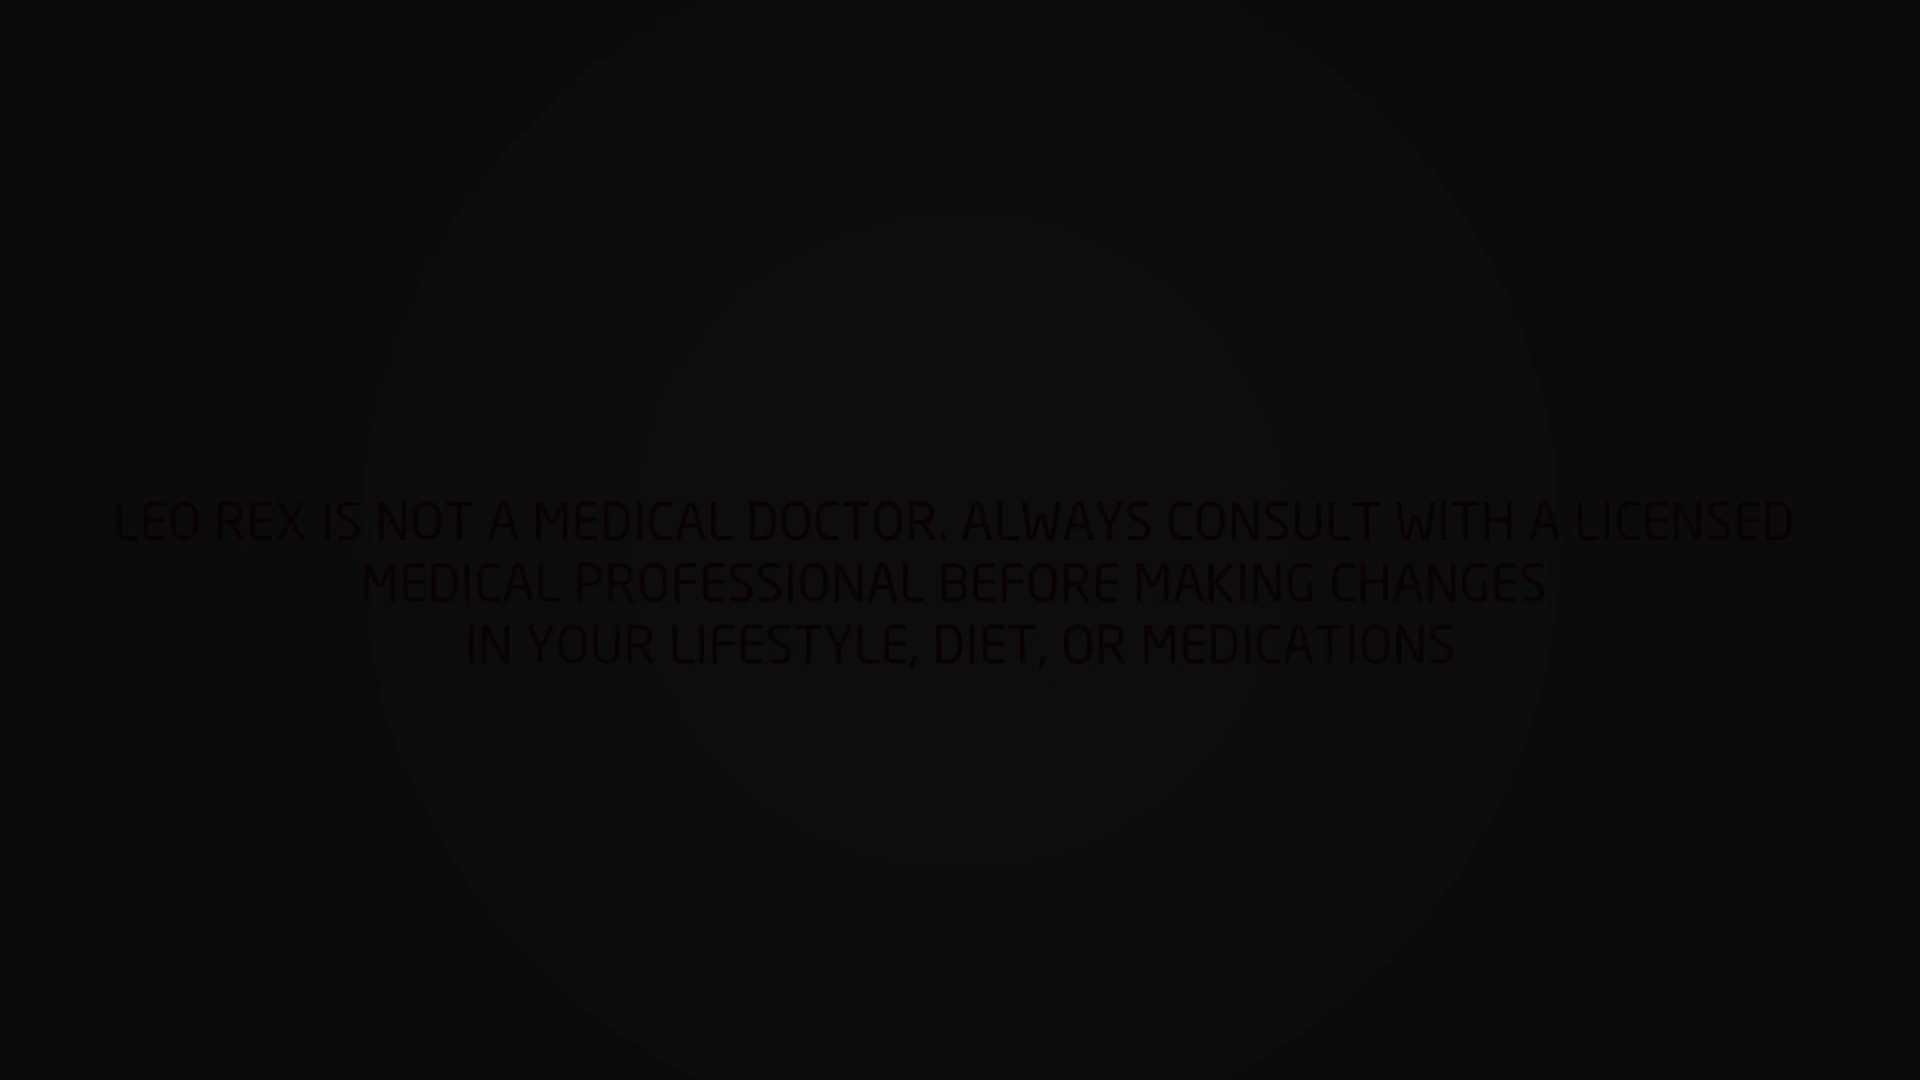 LEO REX IS NOT A MEDICAL DOCTOR. ALWAYS CONSULT WITH A LICENSED
MEDICAL PROFESSIONAL BEFORE MAKING CHANGES
IN YOUR LIFESTYLE, DIET, OR MEDICATIONS